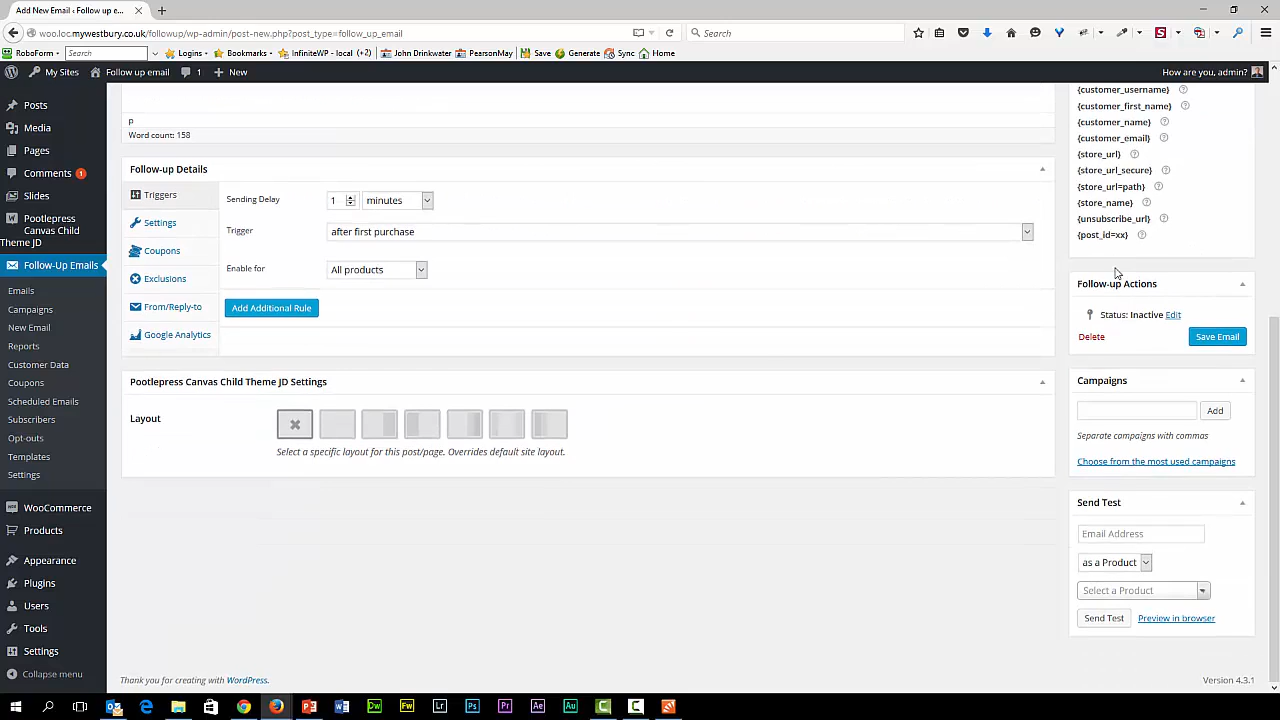 Add New Email ‹ Follow up e...
woo.loc.mywestbury.co.uk/followup/wp-admin/post-new.php?post_type=follow_up_email
Search
RoboForm
Search
Logins
Bookmarks
InfiniteWP - local (+2)
John Drinkwater
PearsonMay
Save
Generate
Sync
Home
My Sites
Follow up email
1
New
How are you, admin?
Posts
Media
Pages
Comments 1
Slides
Pootlepress
Canvas Child
Theme JD
Follow-Up Emails
Emails
Campaigns
New Email
Reports
Customer Data
Coupons
Scheduled Emails
Subscribers
Opt-outs
Templates
Settings
WooCommerce
Products
Appearance
Plugins
Users
Tools
Settings
Collapse menu
p
Word count: 158
Follow-up Details
Triggers
Settings
Coupons
Exclusions
From/Reply-to
Google Analytics
Sending Delay
1
minutes
Trigger
after first purchase
Enable for
All products
Add Additional Rule
Pootlepress Canvas Child Theme JD Settings
Layout
Select a specific layout for this post/page. Overrides default site layout.
{customer_username}
{customer_first_name}
{customer_name}
{customer_email}
{store_url}
{store_url_secure}
{store_url=path}
{store_name}
{unsubscribe_url}
{post_id=xx}
Follow-up Actions
Status: Inactive Edit
Delete
Save Email
Campaigns
Add
Separate campaigns with commas
Choose from the most used campaigns
Send Test
Email Address
as a Product
Select a Product
Send Test
Preview in browser
Thank you for creating with WordPress.
Version 4.3.1